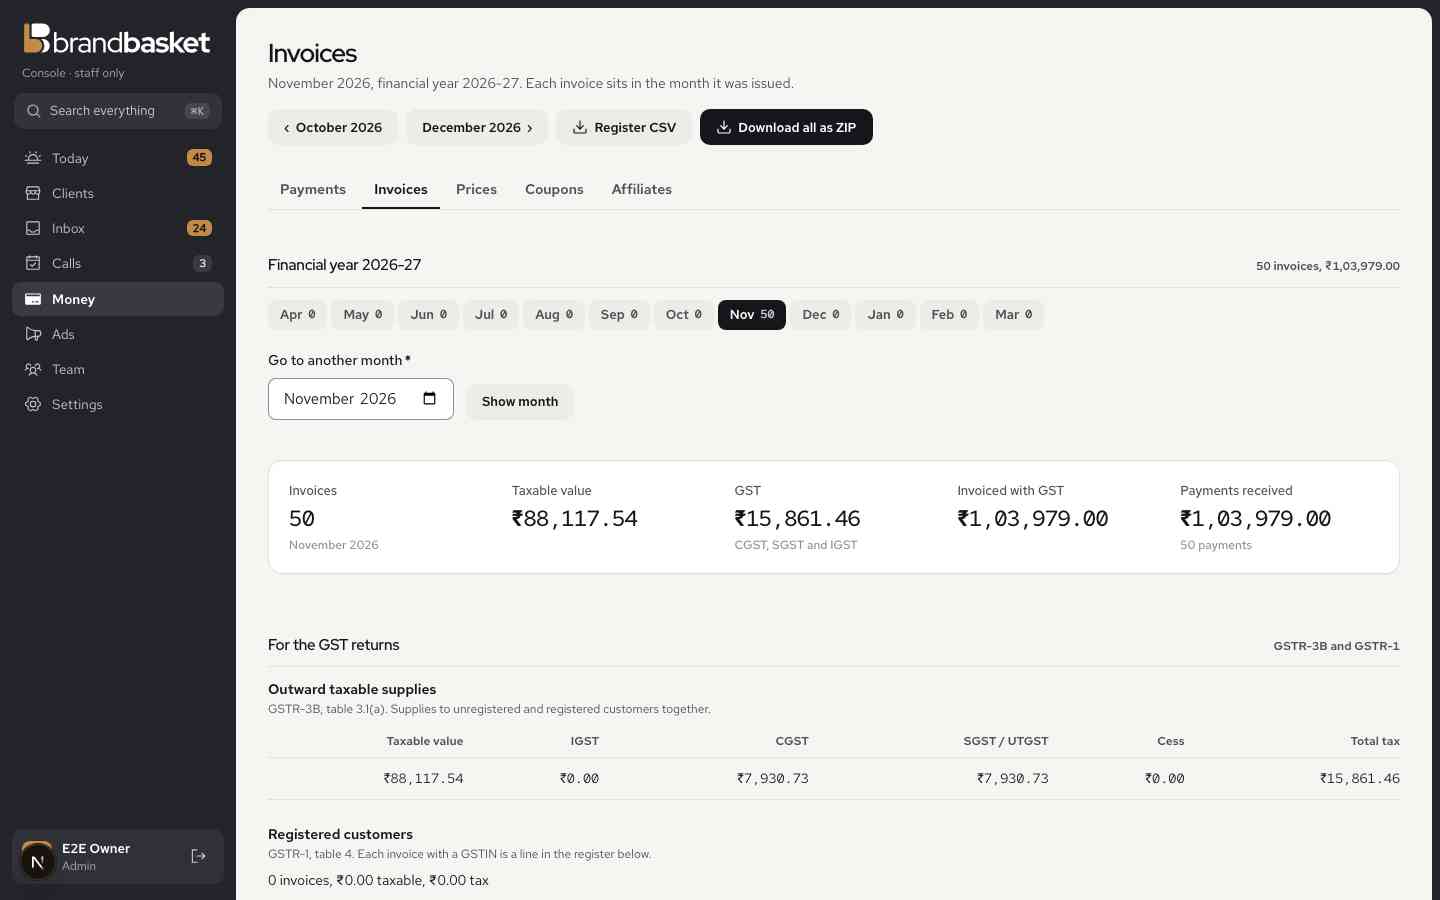 brandbasket
Console · staff only
Search everything ⌘K
Today 45
Clients
Inbox 24
Calls 3
Money
Ads
Team
Settings
N
E2E Owner
Admin
Invoices
November 2026, financial year 2026–27. Each invoice sits in the month it was issued.
‹ October 2026 December 2026 › Register CSV Download all as ZIP
Payments Invoices Prices Coupons Affiliates
Financial year 2026–27 50 invoices, ₹1,03,979.00
Apr 0 May 0 Jun 0 Jul 0 Aug 0 Sep 0 Oct 0 Nov 50 Dec 0 Jan 0 Feb 0 Mar 0
Go to another month *
November 2026 Show month
Invoices Taxable value GST Invoiced with GST Payments received
50 ₹88,117.54 ₹15,861.46 ₹1,03,979.00 ₹1,03,979.00
November 2026 CGST, SGST and IGST 50 payments
For the GST returns GSTR-3B and GSTR-1
Outward taxable supplies
GSTR-3B, table 3.1(a). Supplies to unregistered and registered customers together.
Taxable value IGST CGST SGST / UTGST Cess Total tax
₹88,117.54 ₹0.00 ₹7,930.73 ₹7,930.73 ₹0.00 ₹15,861.46
Registered customers
GSTR-1, table 4. Each invoice with a GSTIN is a line in the register below.
0 invoices, ₹0.00 taxable, ₹0.00 tax